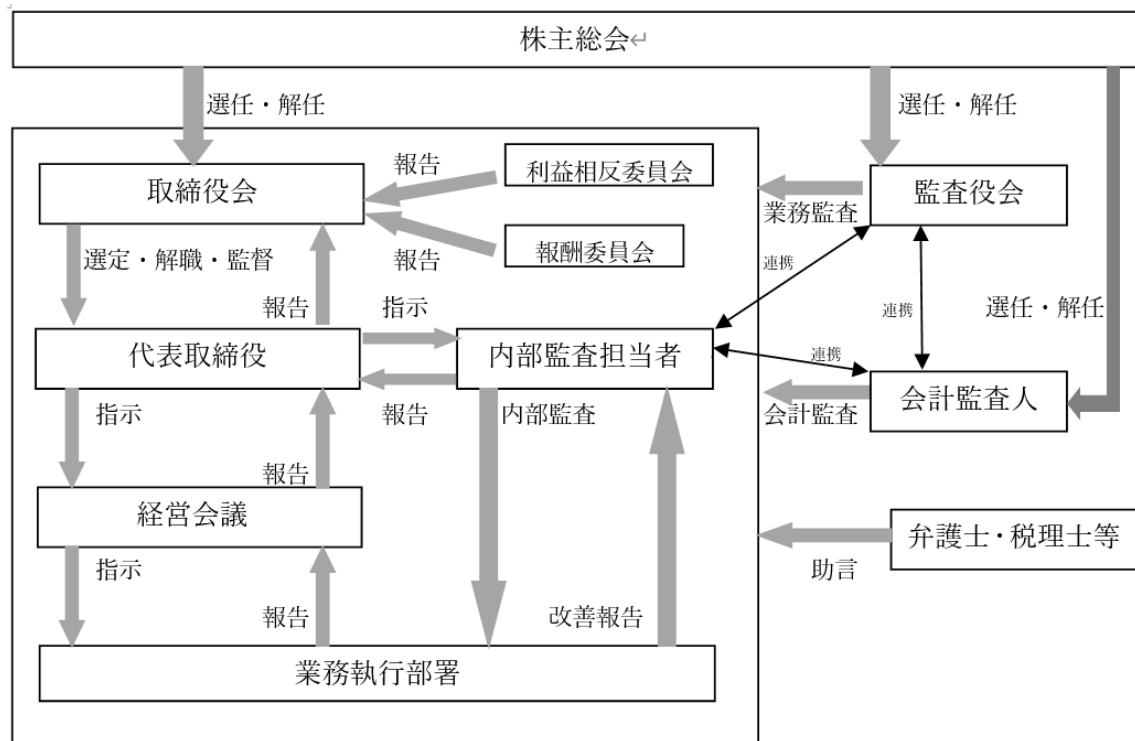 株主総会↵
選任・解任
選任・解任
取締役会
報告
利益相反委員会
業務監査
監査役会
報告
報酬委員会
選定・解職・監督
連携
報告
指示
連携
選任・解任
代表取締役
内部監査担当者
連携
指示
報告
内部監査
会計監査
会計監査人
報告
経営会議
弁護士・税理士等
指示
助言
報告
改善報告
業務執行部署